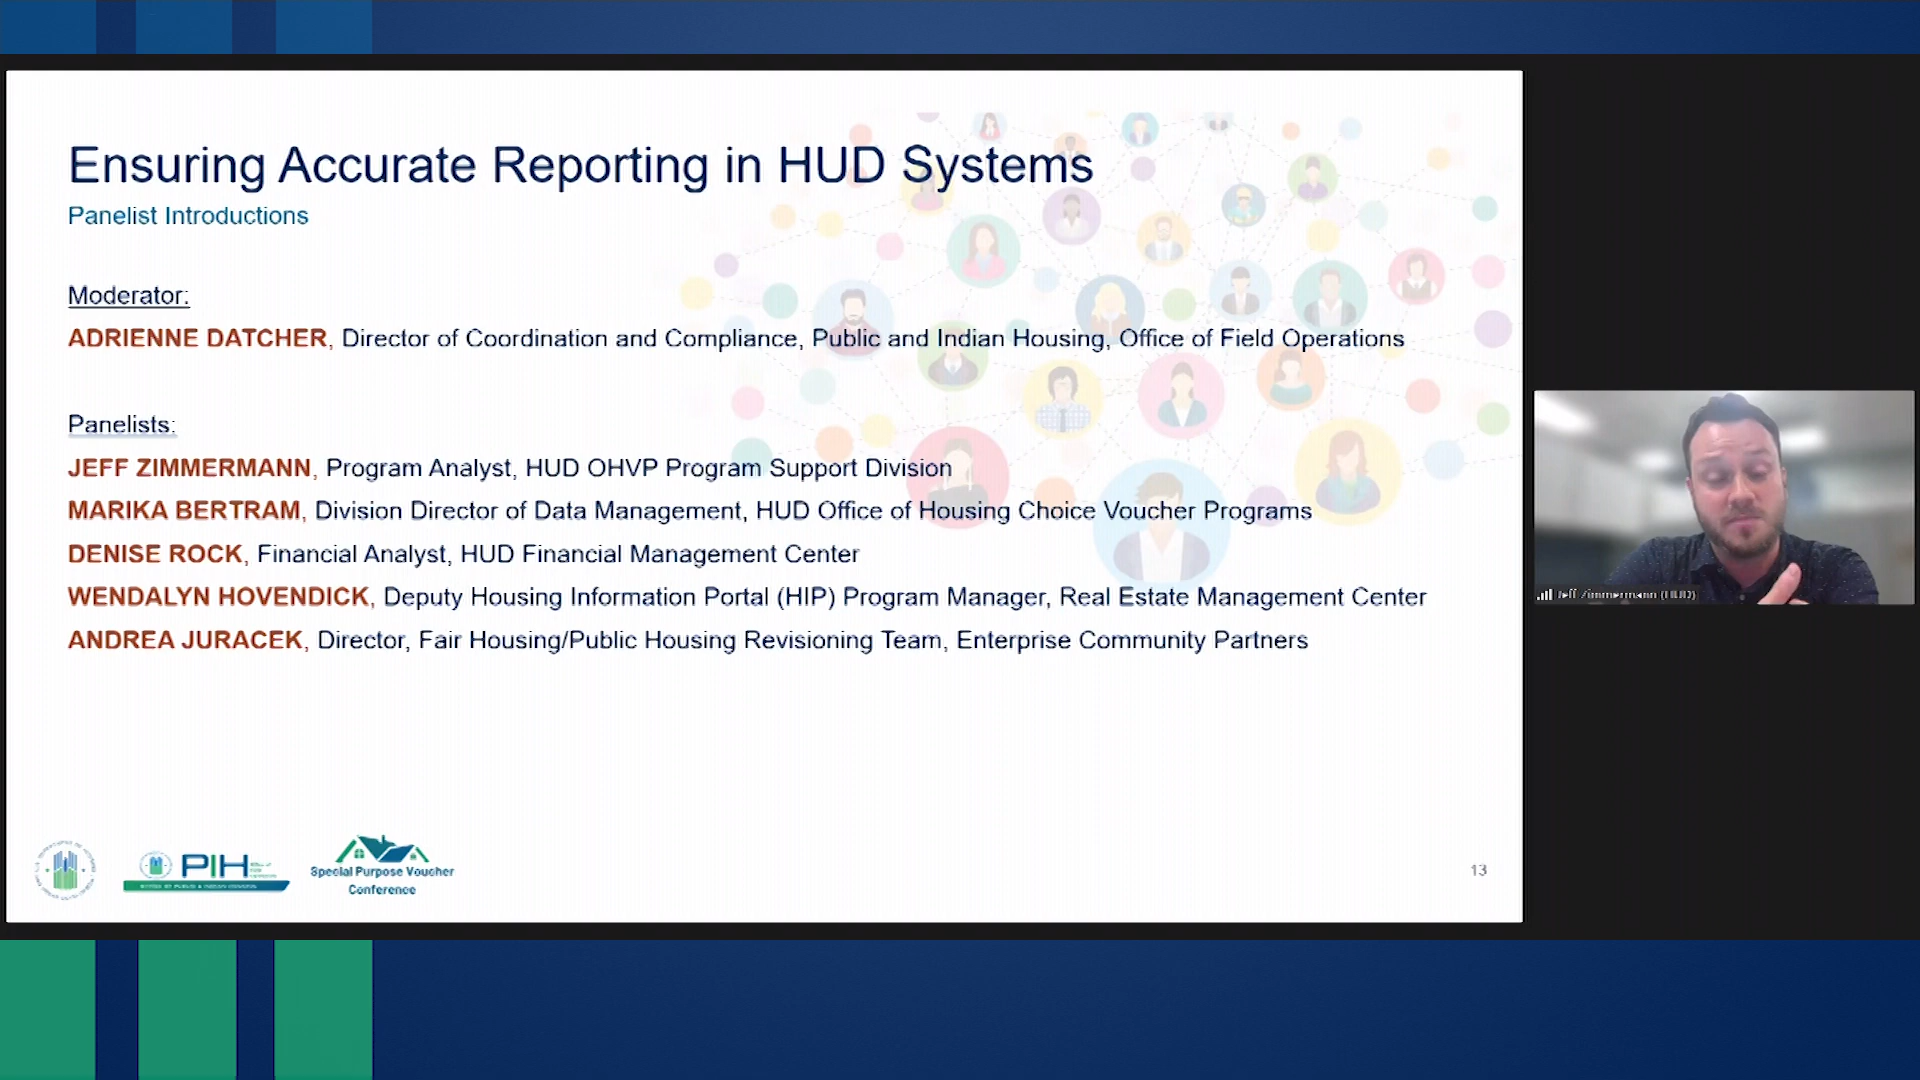 Ensuring Accurate Reporting in HUD Systems
Panelist Introductions
Moderator:
ADRIENNE DATCHER, Director of Coordination and Compliance, Public and Indian Housing, Office of Field Operations
Panelists:
JEFF ZIMMERMANN, Program Analyst, HUD OHVP Program Support Division
MARIKA BERTRAM, Division Director of Data Management, HUD Office of Housing Choice Voucher Programs
DENISE ROCK, Financial Analyst, HUD Financial Management Center
WENDALYN HOVENDICK, Deputy Housing Information Portal (HIP) Program Manager, Real Estate Management Center
ANDREA JURACEK, Director, Fair Housing/Public Housing Revisioning Team, Enterprise Community Partners
Jeff Zimmermann (HUD)
PIH
Special Purpose Voucher
Conference
13